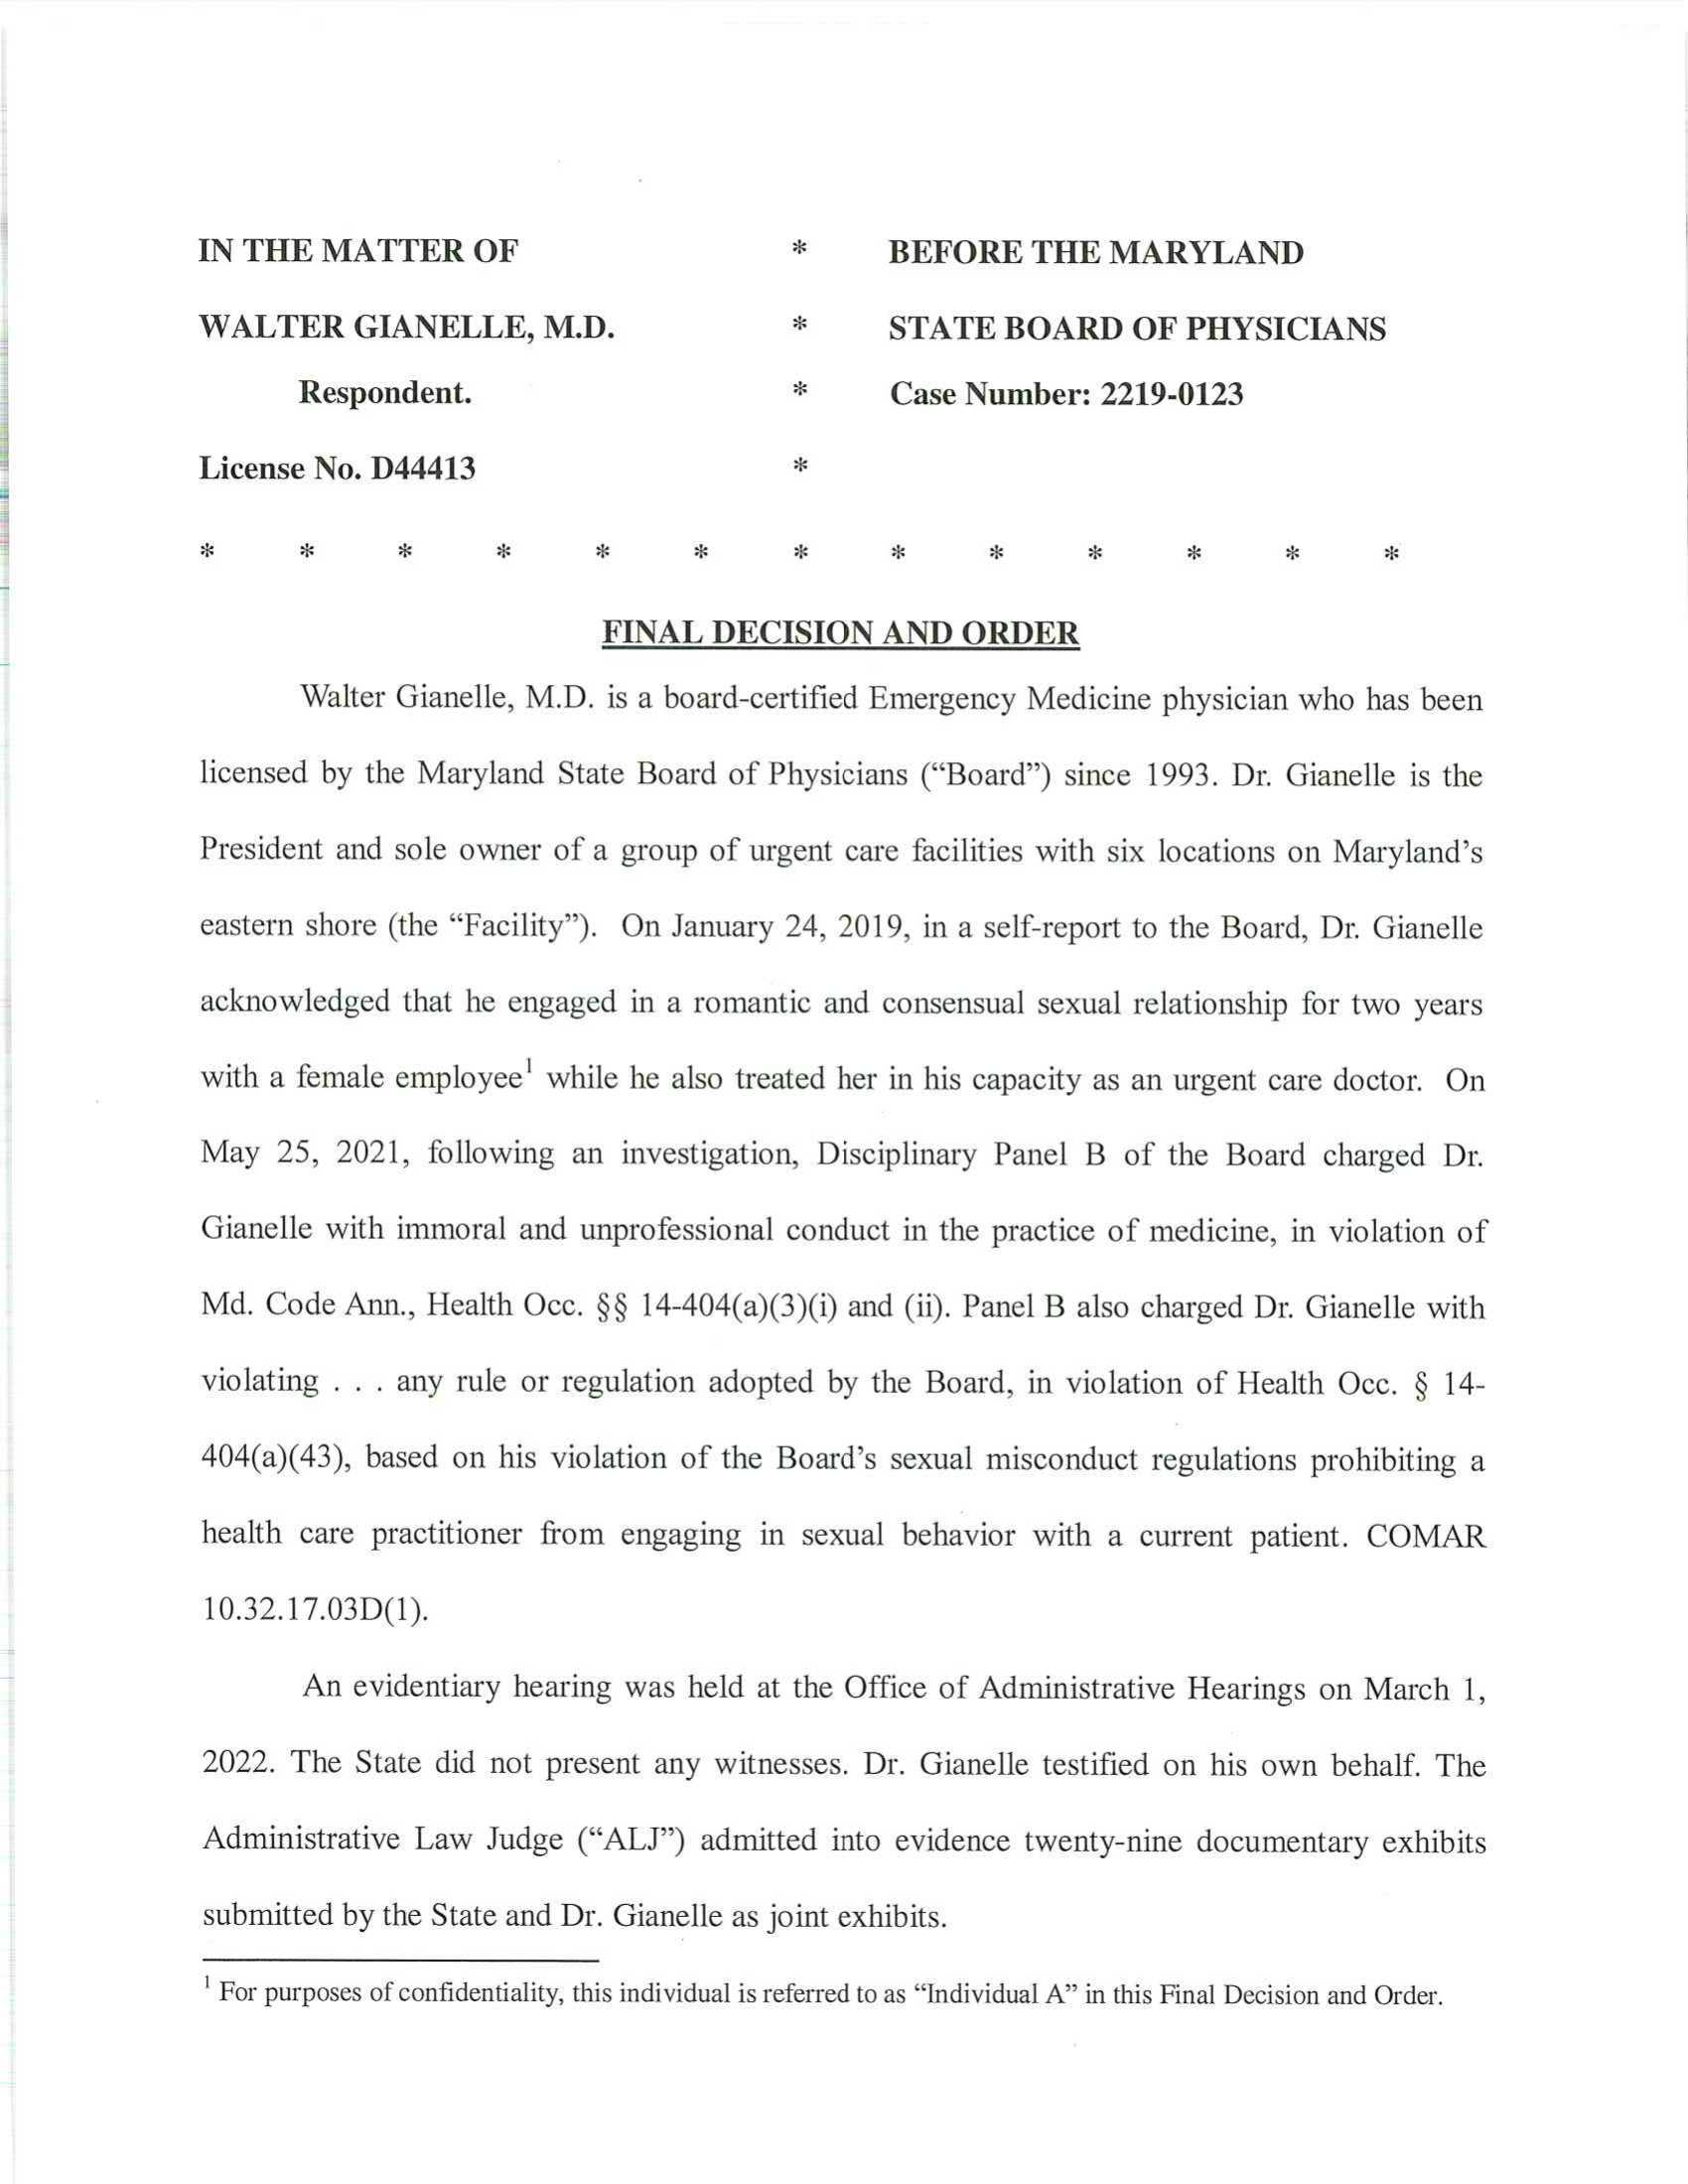 IN THE MATTER OF * BEFORE THE MARYLAND
WALTER GIANELLE, M.D. * STATE BOARD OF PHYSICIANS
Respondent. * Case Number: 2219-0123
License No. D44413 *
* * * * * * * * * * * * *
FINAL DECISION AND ORDER
Walter Gianelle, M.D. is a board-certified Emergency Medicine physician who has been
licensed by the Maryland State Board of Physicians (“Board”) since 1993. Dr. Gianelle is the
President and sole owner of a group of urgent care facilities with six locations on Maryland’s
eastern shore (the “Facility”). On January 24, 2019, in a self-report to the Board, Dr. Gianelle
acknowledged that he engaged in a romantic and consensual sexual relationship for two years
with a female employee¹ while he also treated her in his capacity as an urgent care doctor. On
May 25, 2021, following an investigation, Disciplinary Panel B of the Board charged Dr.
Gianelle with immoral and unprofessional conduct in the practice of medicine, in violation of
Md. Code Ann., Health Occ. §§ 14-404(a)(3)(i) and (ii). Panel B also charged Dr. Gianelle with
violating . . . any rule or regulation adopted by the Board, in violation of Health Occ. § 14-
404(a)(43), based on his violation of the Board’s sexual misconduct regulations prohibiting a
health care practitioner from engaging in sexual behavior with a current patient. COMAR
10.32.17.03D(1).
An evidentiary hearing was held at the Office of Administrative Hearings on March 1,
2022. The State did not present any witnesses. Dr. Gianelle testified on his own behalf. The
Administrative Law Judge (“ALJ”) admitted into evidence twenty-nine documentary exhibits
submitted by the State and Dr. Gianelle as joint exhibits.
¹ For purposes of confidentiality, this individual is referred to as “Individual A” in this Final Decision and Order.